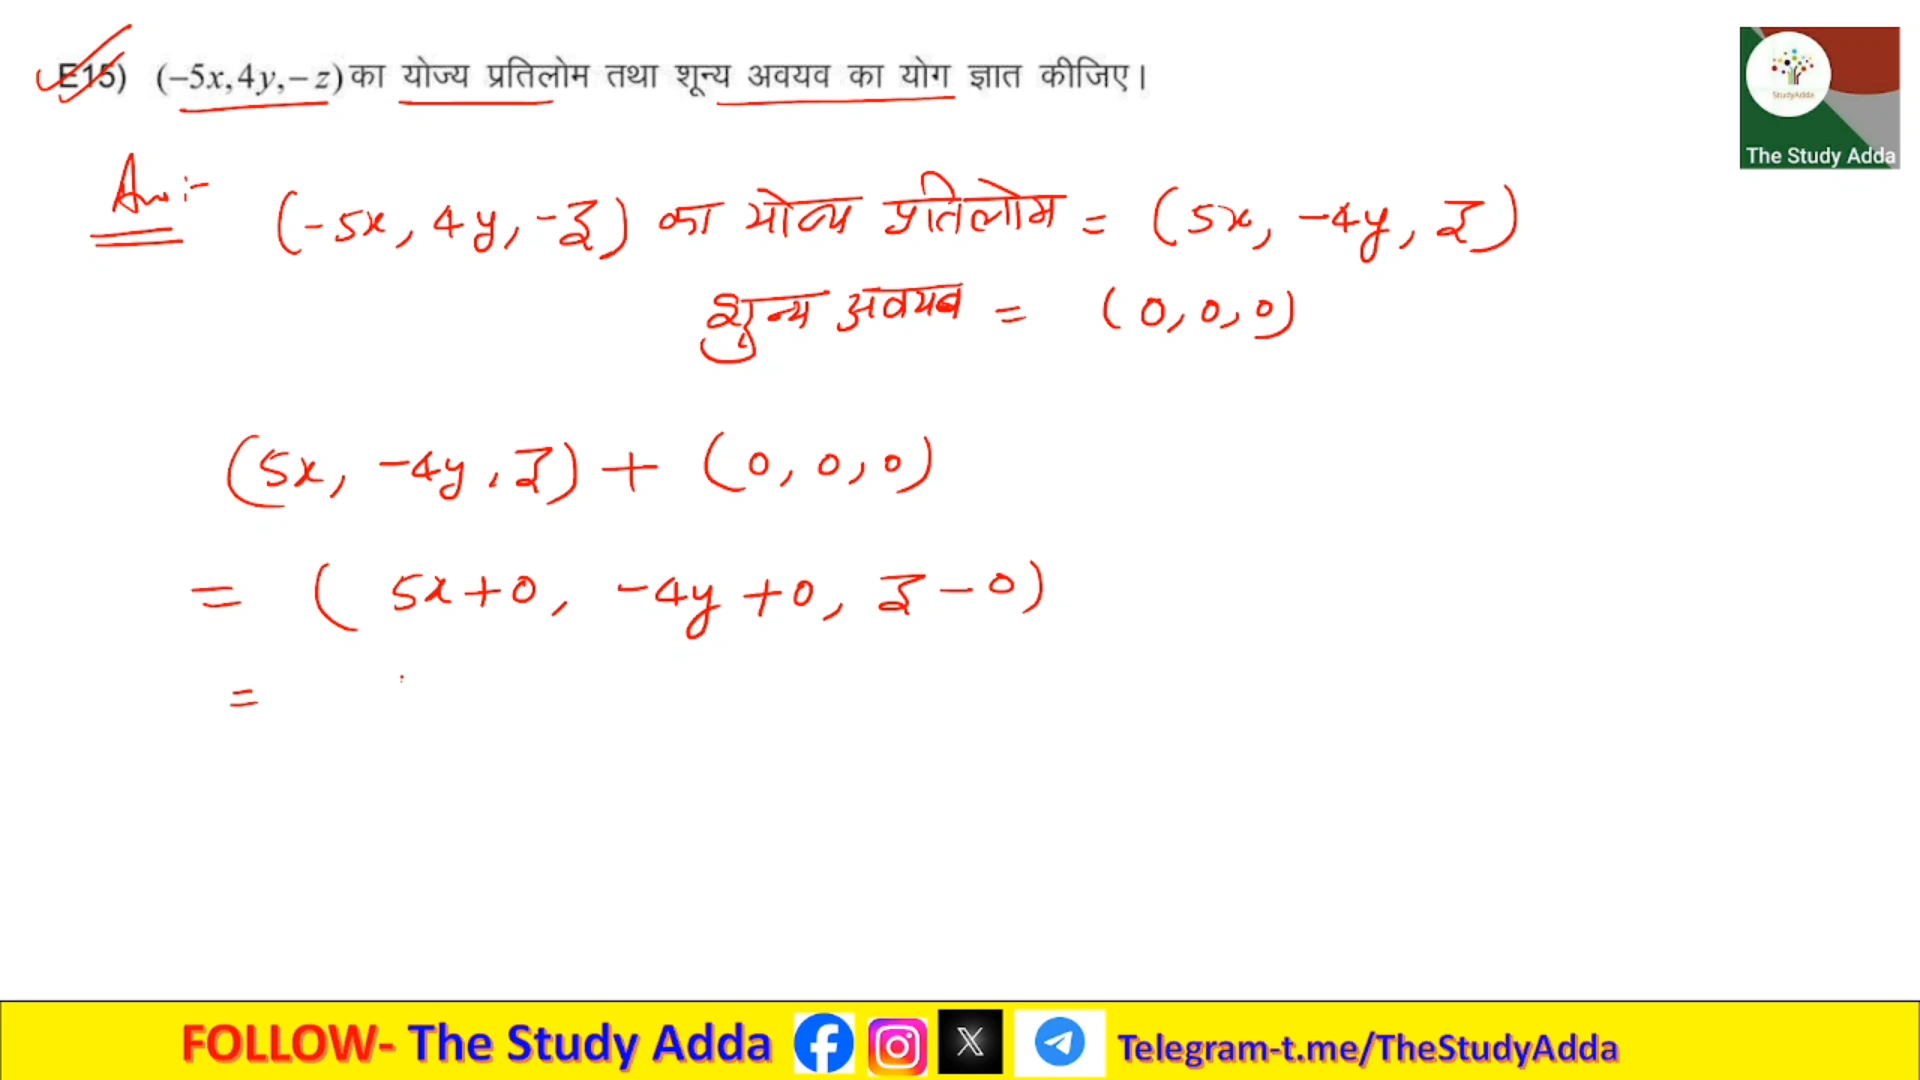 E15) (−5x, 4y, − z) का योज्य प्रतिलोम तथा शून्य अवयव का योग ज्ञात कीजिए।
StudyAdda
The Study Adda
Ans:-
(-5x, 4y, -z) का योज्य प्रतिलोम = (5x, -4y, z)
शून्य अवयव = (0, 0, 0)
(5x, -4y, z) + (0, 0, 0)
= (5x+0, -4y+0, z-0)
=
FOLLOW- The Study Adda Telegram-t.me/TheStudyAdda